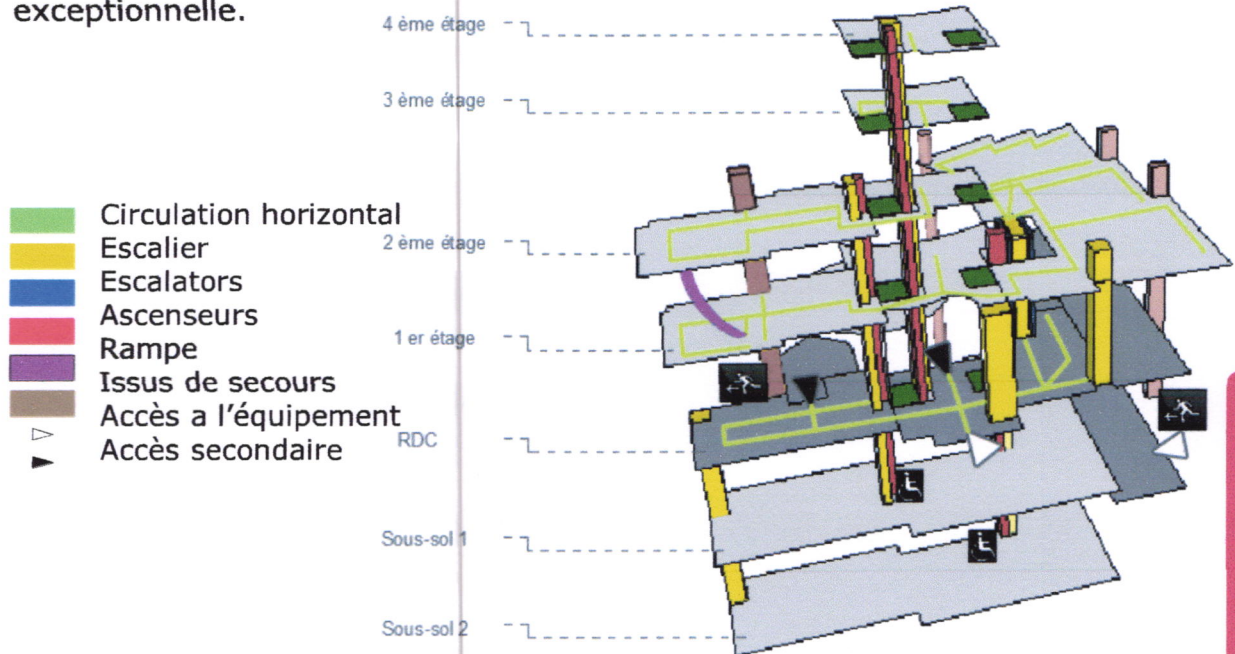 exceptionnelle.
4 ème étage
3 ème étage
2 ème étage
1 er étage
RDC
Sous-sol 1
Sous-sol 2
Circulation horizontal
Escalier
Escalators
Ascenseurs
Rampe
Issus de secours
Accès a l'équipement
Accès secondaire